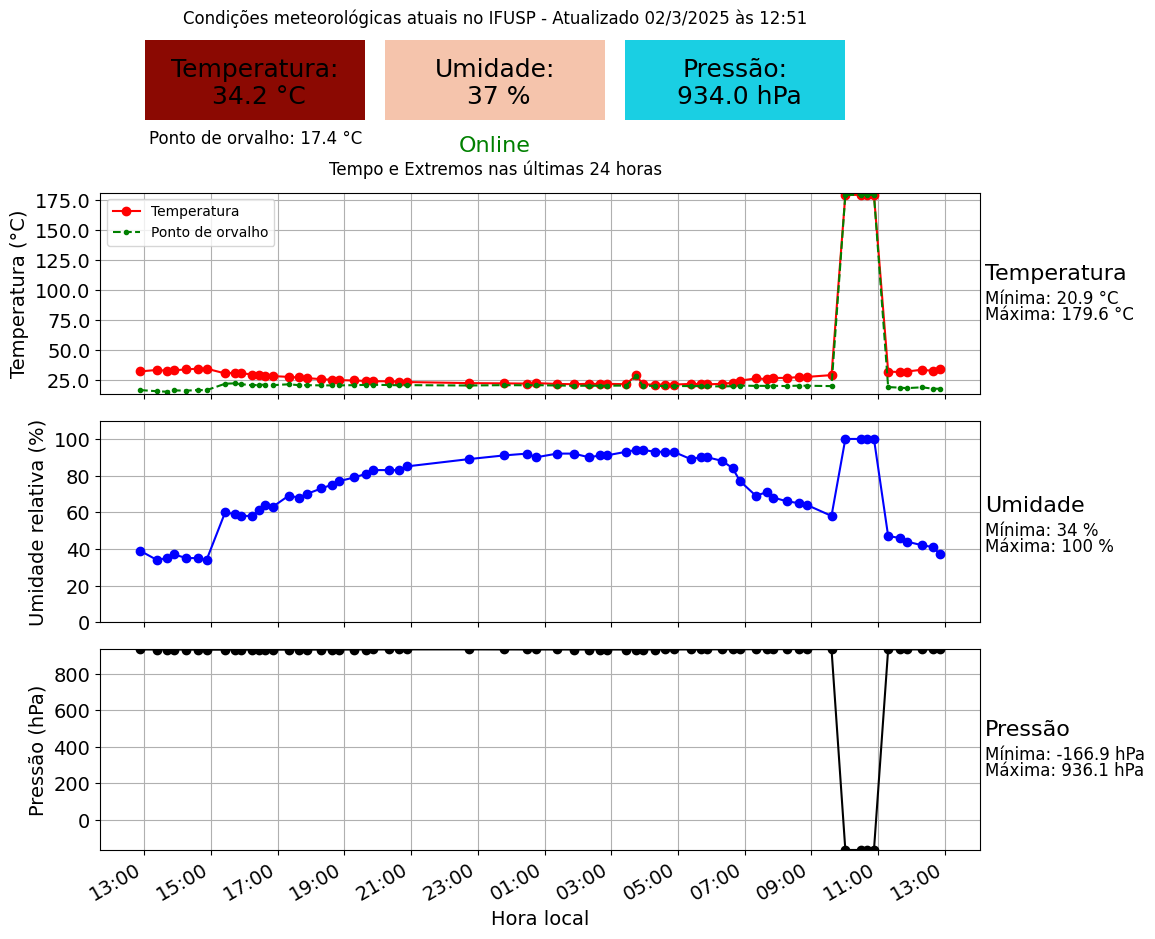 Condições meteorológicas atuais no IFUSP - Atualizado 02/3/2025 às 12:51
Temperatura:
34.2 °C
Umidade:
37 %
Pressão:
934.0 hPa
Ponto de orvalho: 17.4 °C
Online
Tempo e Extremos nas últimas 24 horas
Temperatura (°C)
175.0
150.0
125.0
100.0
75.0
50.0
25.0
Temperatura
Ponto de orvalho
Temperatura
Mínima: 20.9 °C
Máxima: 179.6 °C
Umidade relativa (%)
100
80
60
40
20
0
Umidade
Mínima: 34 %
Máxima: 100 %
Pressão (hPa)
800
600
400
200
0
Pressão
Mínima: -166.9 hPa
Máxima: 936.1 hPa
13:00 15:00 17:00 19:00 21:00 23:00 01:00 03:00 05:00 07:00 09:00 11:00 13:00
Hora local